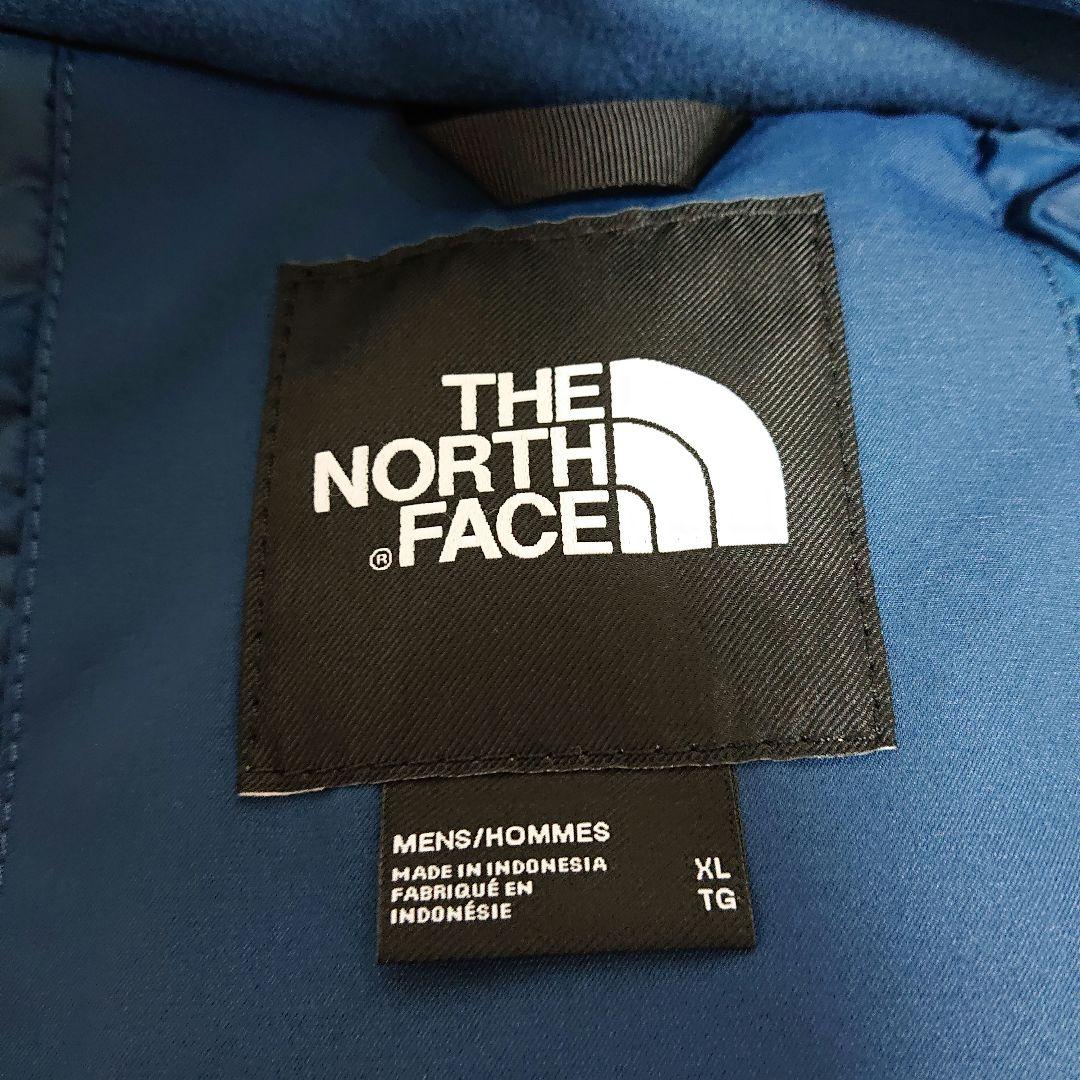 THE
NORTH
® FACE
MENS/HOMMES
MADE IN INDONESIA XL
FABRIQUÉ EN TG
INDONÉSIE